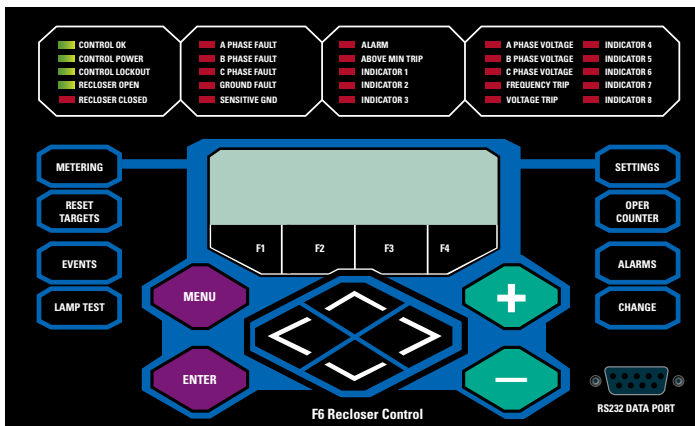 CONTROL OK
CONTROL POWER
CONTROL LOCKOUT
RECLOSER OPEN
RECLOSER CLOSED
A PHASE FAULT
B PHASE FAULT
C PHASE FAULT
GROUND FAULT
SENSITIVE GND
ALARM
ABOVE MIN TRIP
INDICATOR 1
INDICATOR 2
INDICATOR 3
A PHASE VOLTAGE
B PHASE VOLTAGE
C PHASE VOLTAGE
FREQUENCY TRIP
VOLTAGE TRIP
INDICATOR 4
INDICATOR 5
INDICATOR 6
INDICATOR 7
INDICATOR 8
METERING
RESET
TARGETS
EVENTS
LAMP TEST
F1 F2 F3 F4
MENU
ENTER
+
−
SETTINGS
OPER
COUNTER
ALARMS
CHANGE
RS232 DATA PORT
F6 Recloser Control